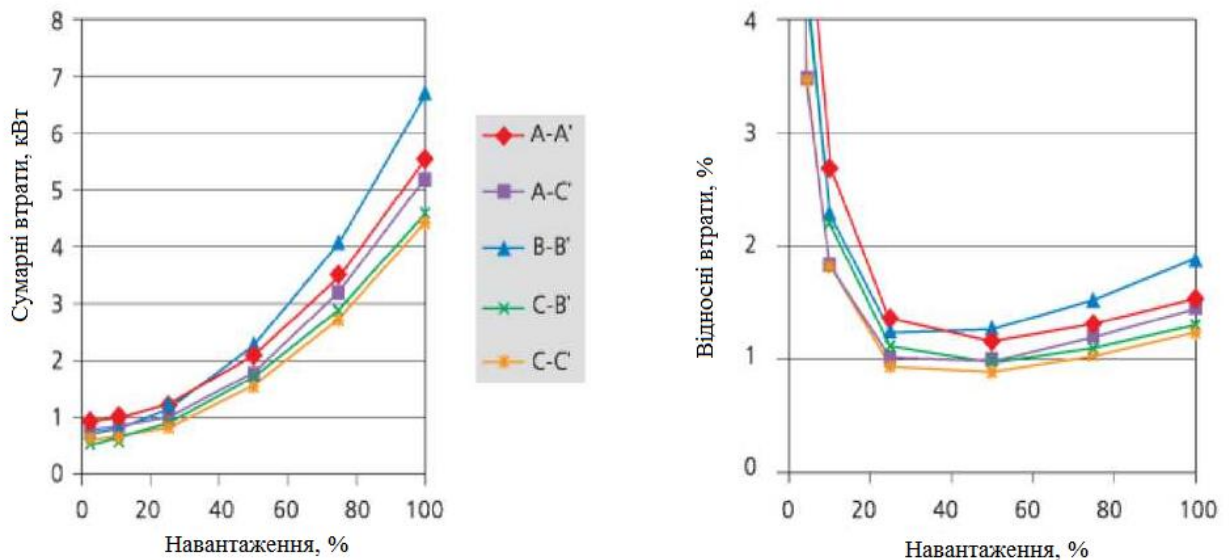 Сумарні втрати, кВт
8
7
6
5
4
3
2
1
0
0 20 40 60 80 100
Навантаження, %
A-A'
A-C'
B-B'
C-B'
C-C'
Відносні втрати, %
4
3
2
1
0
0 20 40 60 80 100
Навантаження, %